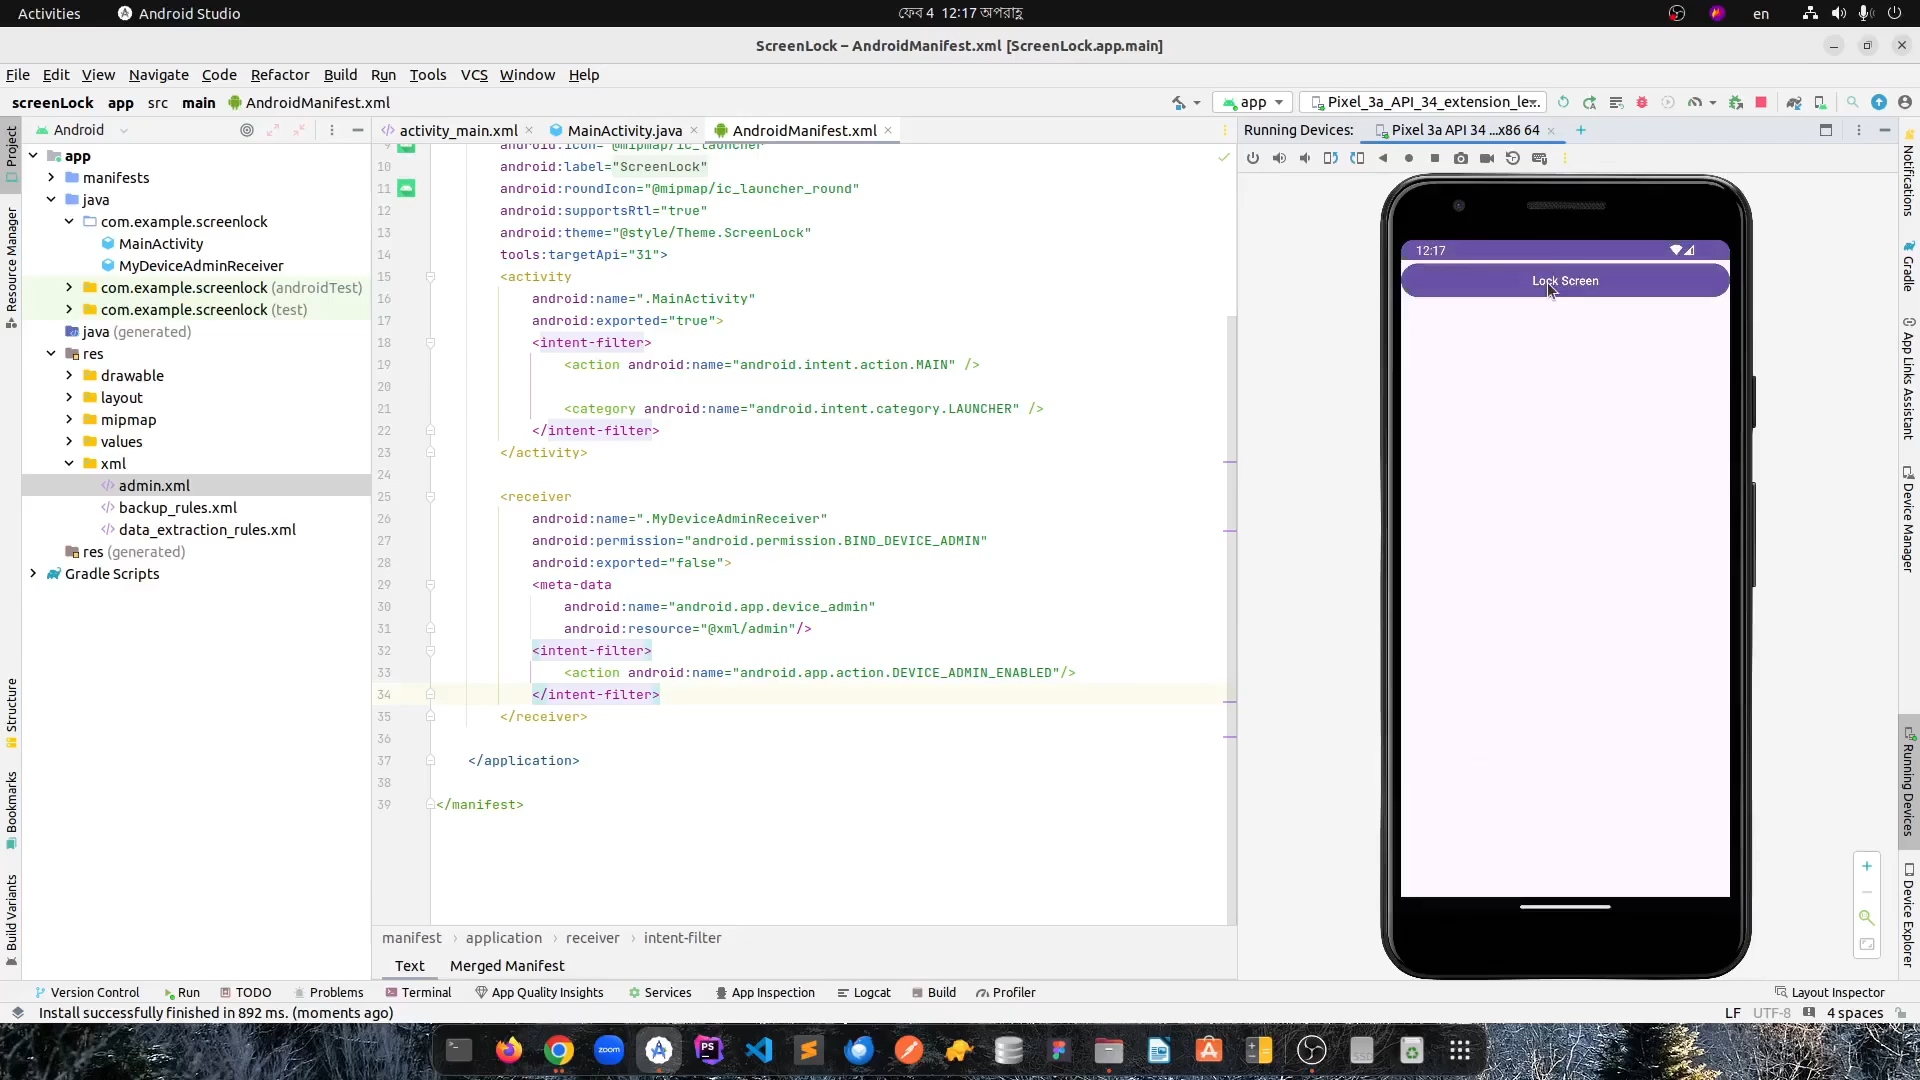 Activities
Android Studio
ফেব 4 12:17 অপরাহ্ণ
en
ScreenLock – AndroidManifest.xml [ScreenLock.app.main]
File Edit View Navigate Code Refactor Build Run Tools VCS Window Help
screenLock app src main AndroidManifest.xml
app
Pixel_3a_API_34_extension_le...
Project
Android
activity_main.xml
MainActivity.java
AndroidManifest.xml
Running Devices:
Pixel 3a API 34 ...x86 64
app
manifests
java
com.example.screenlock
MainActivity
MyDeviceAdminReceiver
com.example.screenlock (androidTest)
com.example.screenlock (test)
java (generated)
res
drawable
layout
mipmap
values
xml
admin.xml
backup_rules.xml
data_extraction_rules.xml
res (generated)
Gradle Scripts
Resource Manager
Structure
Bookmarks
Build Variants
9 android:icon="@mipmap/ic_launcher"
10 android:label="ScreenLock"
11 android:roundIcon="@mipmap/ic_launcher_round"
12 android:supportsRtl="true"
13 android:theme="@style/Theme.ScreenLock"
14 tools:targetApi="31">
15 <activity
16 android:name=".MainActivity"
17 android:exported="true">
18 <intent-filter>
19 <action android:name="android.intent.action.MAIN" />
20
21 <category android:name="android.intent.category.LAUNCHER" />
22 </intent-filter>
23 </activity>
24
25 <receiver
26 android:name=".MyDeviceAdminReceiver"
27 android:permission="android.permission.BIND_DEVICE_ADMIN"
28 android:exported="false">
29 <meta-data
30 android:name="android.app.device_admin"
31 android:resource="@xml/admin"/>
32 <intent-filter>
33 <action android:name="android.app.action.DEVICE_ADMIN_ENABLED"/>
34 </intent-filter>
35 </receiver>
36
37 </application>
38
39 </manifest>
manifest › application › receiver › intent-filter
Text Merged Manifest
12:17
Lock Screen
Notifications
Gradle
App Links Assistant
Device Manager
Running Devices
Device Explorer
Version Control Run TODO Problems Terminal App Quality Insights Services App Inspection Logcat Build Profiler
Layout Inspector
Install successfully finished in 892 ms. (moments ago)
LF UTF-8 4 spaces
zoom
PS
SSD